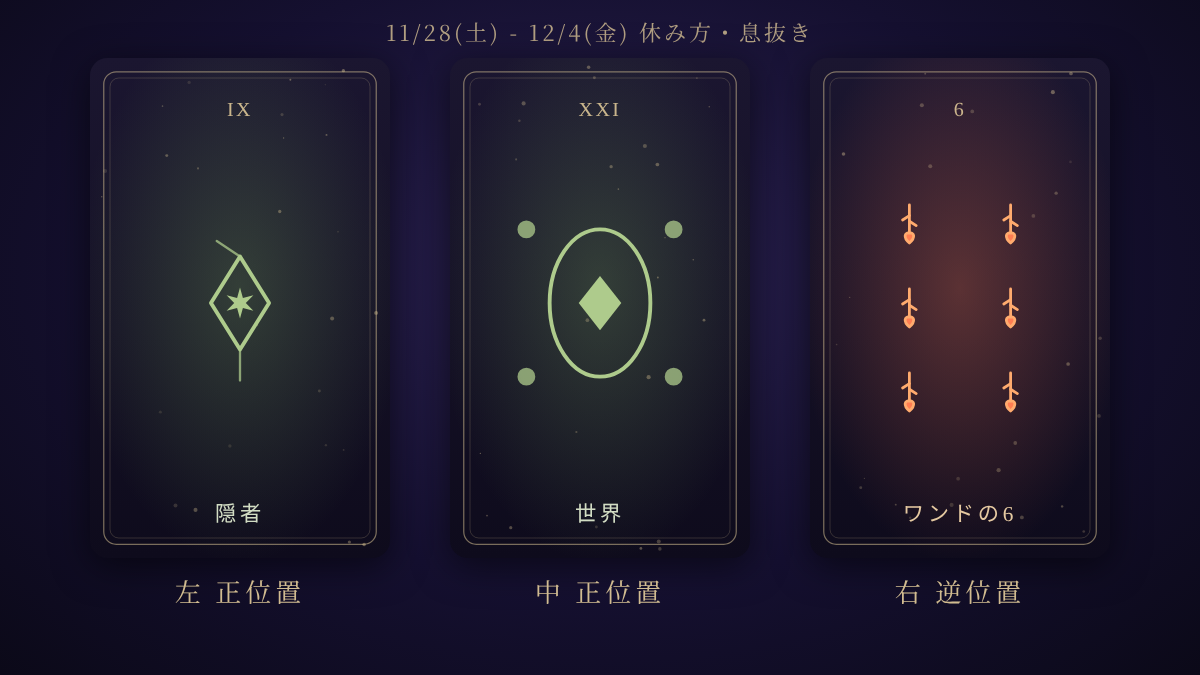 11/28(土) - 12/4(金) 休み方・息抜き
IX
XXI
6
隠者
世界
ワンドの6
左 正位置
中 正位置
右 逆位置